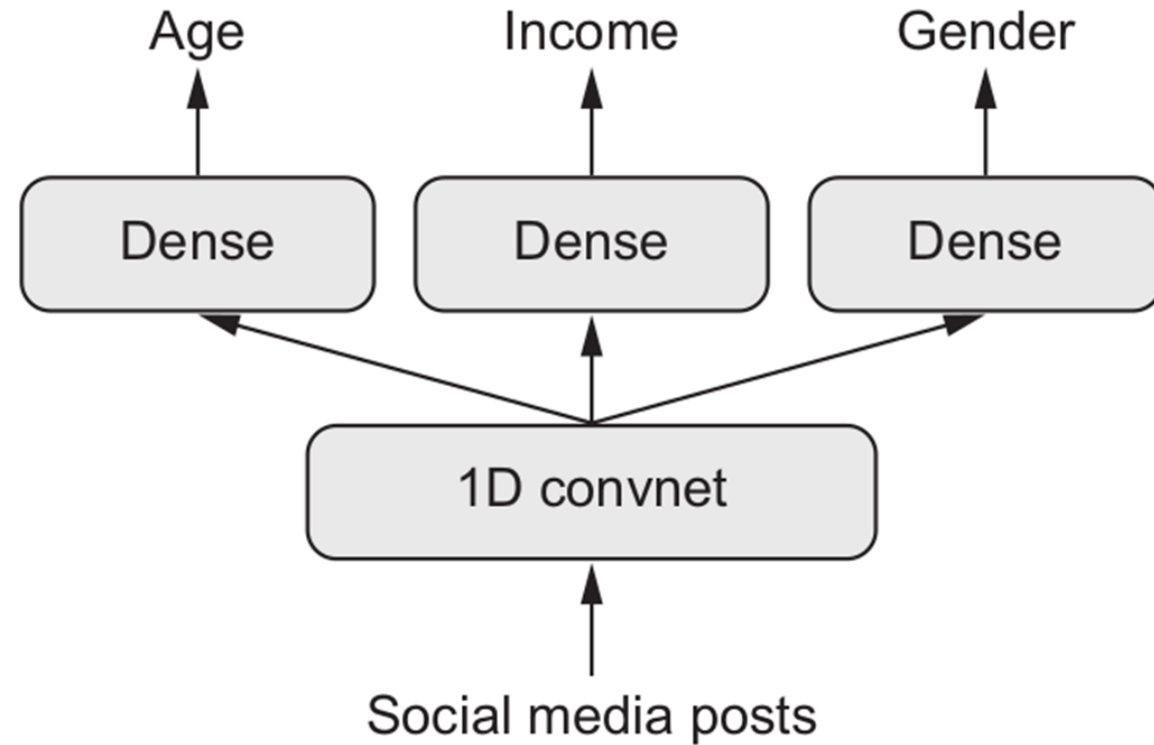 Age Income Gender
Dense Dense Dense
1D convnet
Social media posts